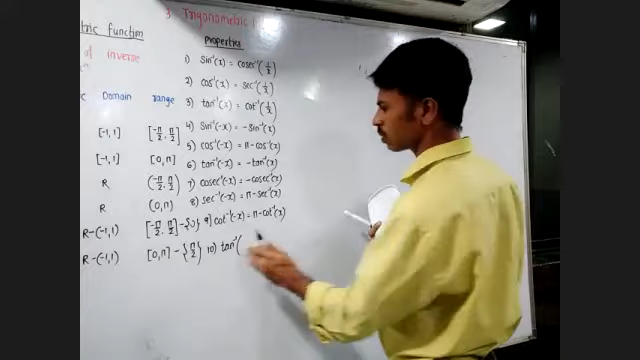 3. Trigonometric
tric function
of inverse
Properties
1) Sin⁻¹(x) = cosec⁻¹(1/x)
2) cos⁻¹(x) = sec⁻¹(1/x)
Domain range
3) tan⁻¹(x) = cot⁻¹(1/x)
[-1, 1] [-π/2, π/2] 4) Sin⁻¹(-x) = -sin⁻¹(x)
[-1, 1] [0, π] 5) cos⁻¹(-x) = π - cos⁻¹(x)
6) tan⁻¹(-x) = -tan⁻¹(x)
R (-π/2, π/2) 7) cosec⁻¹(-x) = -cosec⁻¹(x)
R (0, π) 8) sec⁻¹(-x) = π - sec⁻¹(x)
R-(-1, 1) [-π/2, π/2] - {0} 9] cot⁻¹(-x) = π - cot⁻¹(x)
R-(-1, 1) [0, π] - {π/2} 10) tan⁻¹(